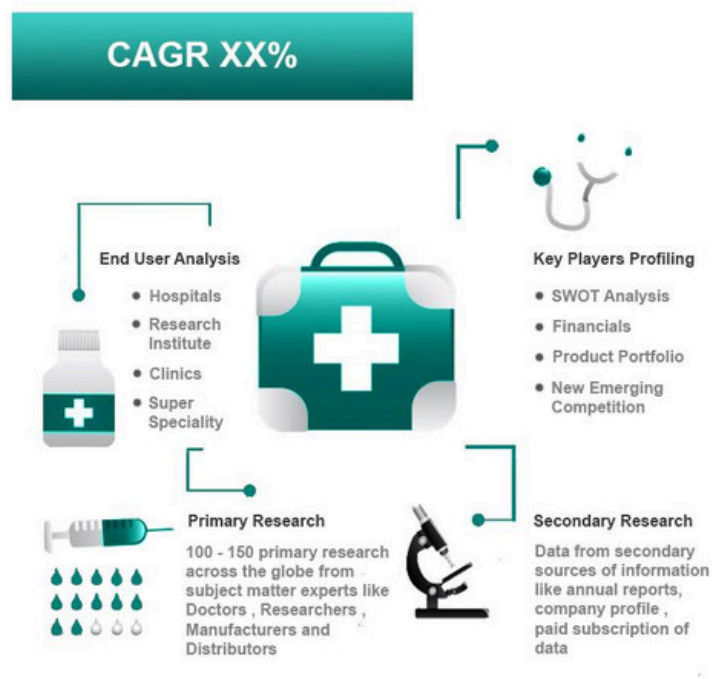 CAGR XX%
End User Analysis
Hospitals
Research
Institute
Clinics
Super
Speciality
Key Players Profiling
SWOT Analysis
Financials
Product Portfolio
New Emerging
Competition
Primary Research
100 - 150 primary research
across the globe from
subject matter experts like
Doctors , Researchers ,
Manufacturers and
Distributors
Secondary Research
Data from secondary
sources of information
like annual reports,
company profile ,
paid subscription of
data